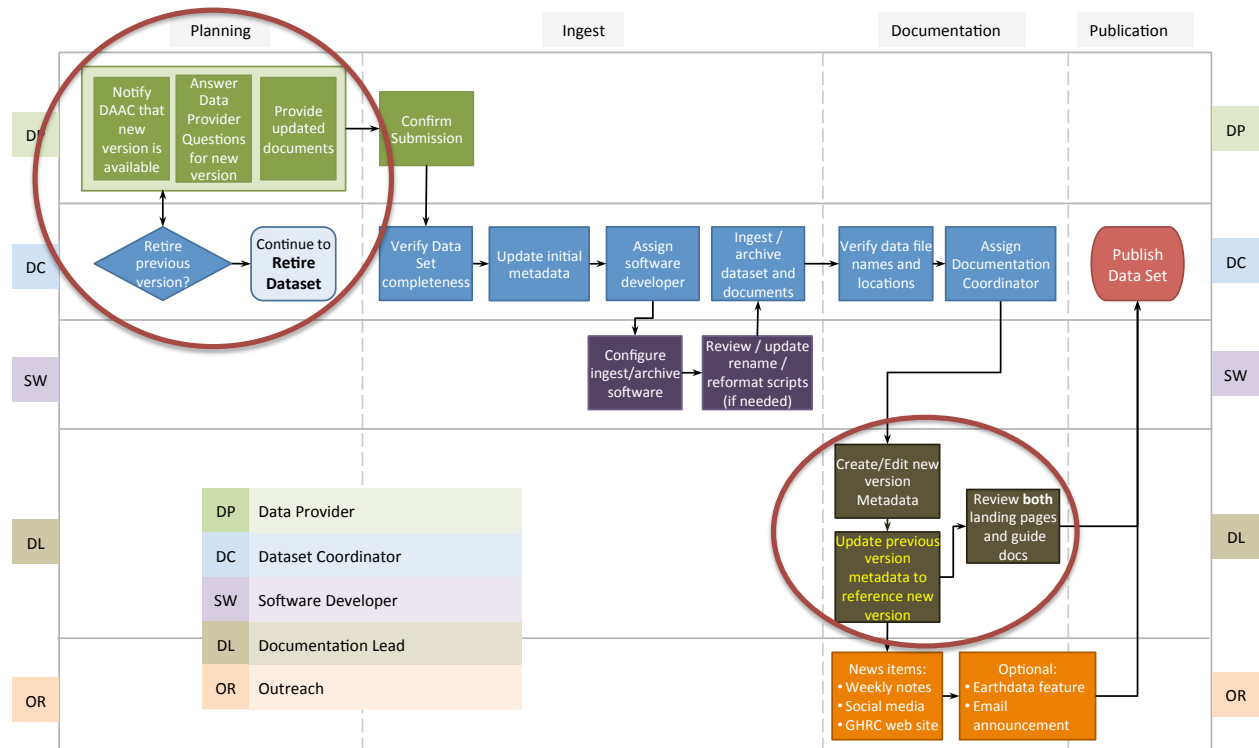 Planning
Ingest
Documentation
Publication
DP
Notify
DAAC that
new
version is
available
Answer
Data
Provider
Questions
for new
version
Provide
updated
documents
Confirm
Submission
DP
DC
Retire
previous
version?
Continue to
Retire
Dataset
Verify Data
Set
completeness
Update initial
metadata
Assign
software
developer
Ingest /
archive
dataset and
documents
Verify data file
names and
locations
Assign
Documentation
Coordinator
Publish
Data Set
DC
SW
Configure
ingest/archive
software
Review / update
rename /
reformat scripts
(if needed)
SW
DL
Create/Edit new
version
Metadata
Update previous
version
metadata to
reference new
version
Review both
landing pages
and guide
docs
DL
DP Data Provider
DC Dataset Coordinator
SW Software Developer
DL Documentation Lead
OR Outreach
OR
News items:
• Weekly notes
• Social media
• GHRC web site
Optional:
• Earthdata feature
• Email
announcement
OR